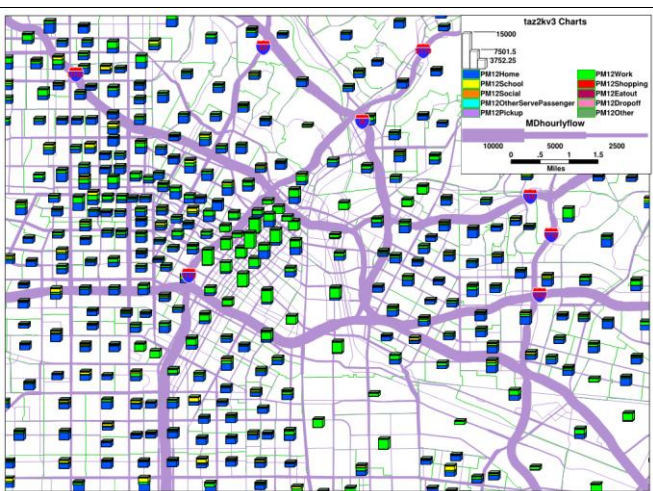 taz2kv3 Charts
15000
7501.5
3752.25
PM12Home
PM12School
PM12Social
PM12OtherServePassenger
PM12Pickup
PM12Work
PM12Shopping
PM12Eatout
PM12Dropoff
PM12Other
MDhourlyflow
10000 5000 2500
0 .5 1 1.5
Miles